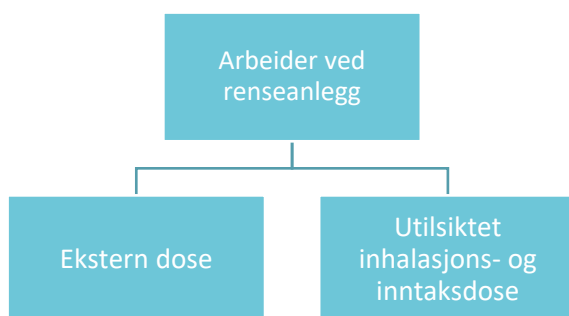 Arbeider ved
renseanlegg
Ekstern dose
Utilsiktet
inhalasjons- og
inntaksdose